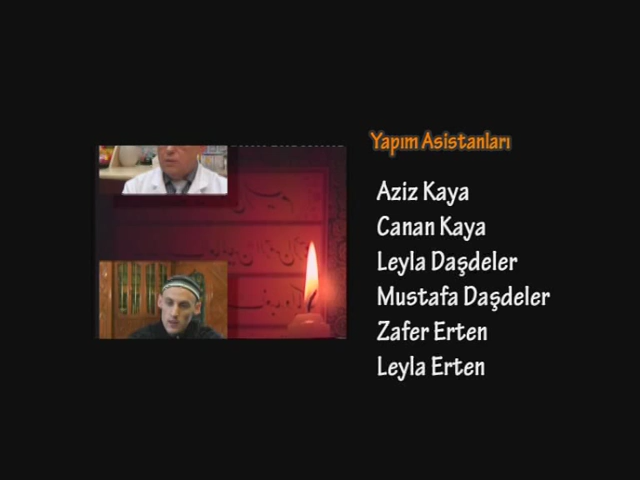 Yapım Asistanları
Aziz Kaya
Canan Kaya
Leyla Daşdeler
Mustafa Daşdeler
Zafer Erten
Leyla Erten